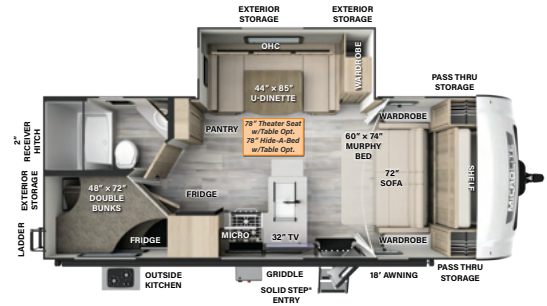 EXTERIOR
STORAGE
EXTERIOR
STORAGE
OHC
WARDROBE
44" × 85"
U-DINETTE
PASS THRU
STORAGE
WARDROBE
2"
RECEIVER
HITCH
PANTRY
78" Theater Seat
w/Table Opt.
78" Hide-A-Bed
w/Table Opt.
60" × 74"
MURPHY
BED
72"
SOFA
SHELF
MICROLITE
EXTERIOR
STORAGE
48" × 72"
DOUBLE
BUNKS
FRIDGE
LADDER
FRIDGE
MICRO
32" TV
WARDROBE
OUTSIDE
KITCHEN
GRIDDLE
SOLID STEP®
ENTRY
18' AWNING
PASS THRU
STORAGE